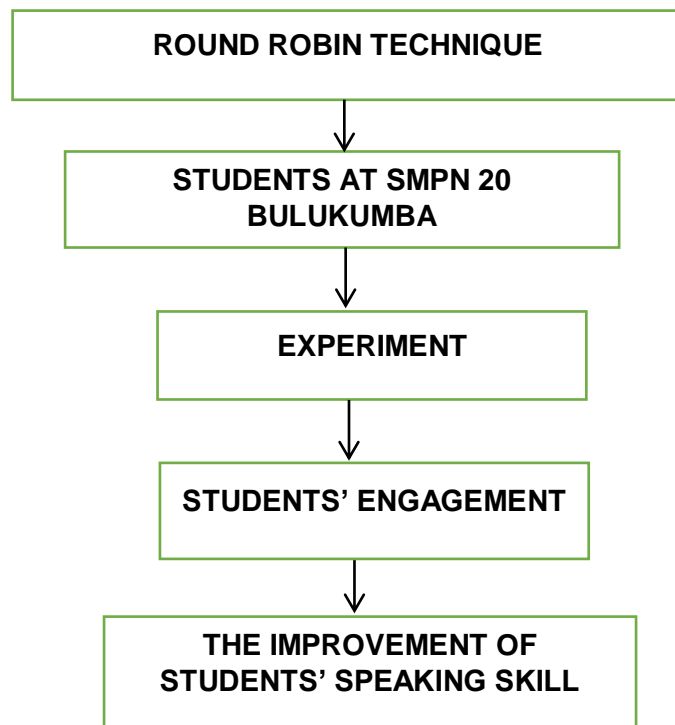 ROUND ROBIN TECHNIQUE
STUDENTS AT SMPN 20
BULUKUMBA
EXPERIMENT
STUDENTS’ ENGAGEMENT
THE IMPROVEMENT OF
STUDENTS’ SPEAKING SKILL